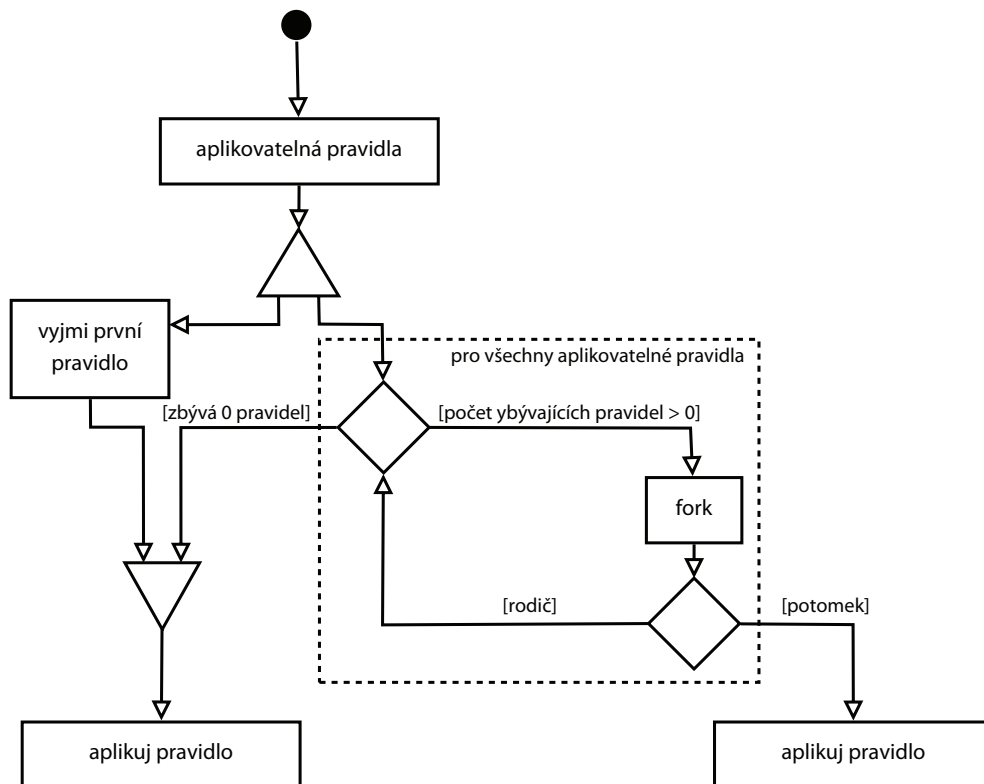 aplikovatelná pravidla
vyjmi první
pravidlo
pro všechny aplikovatelné pravidla
[zbývá 0 pravidel]
[počet ybývajících pravidel > 0]
fork
[rodič]
[potomek]
aplikuj pravidlo
aplikuj pravidlo